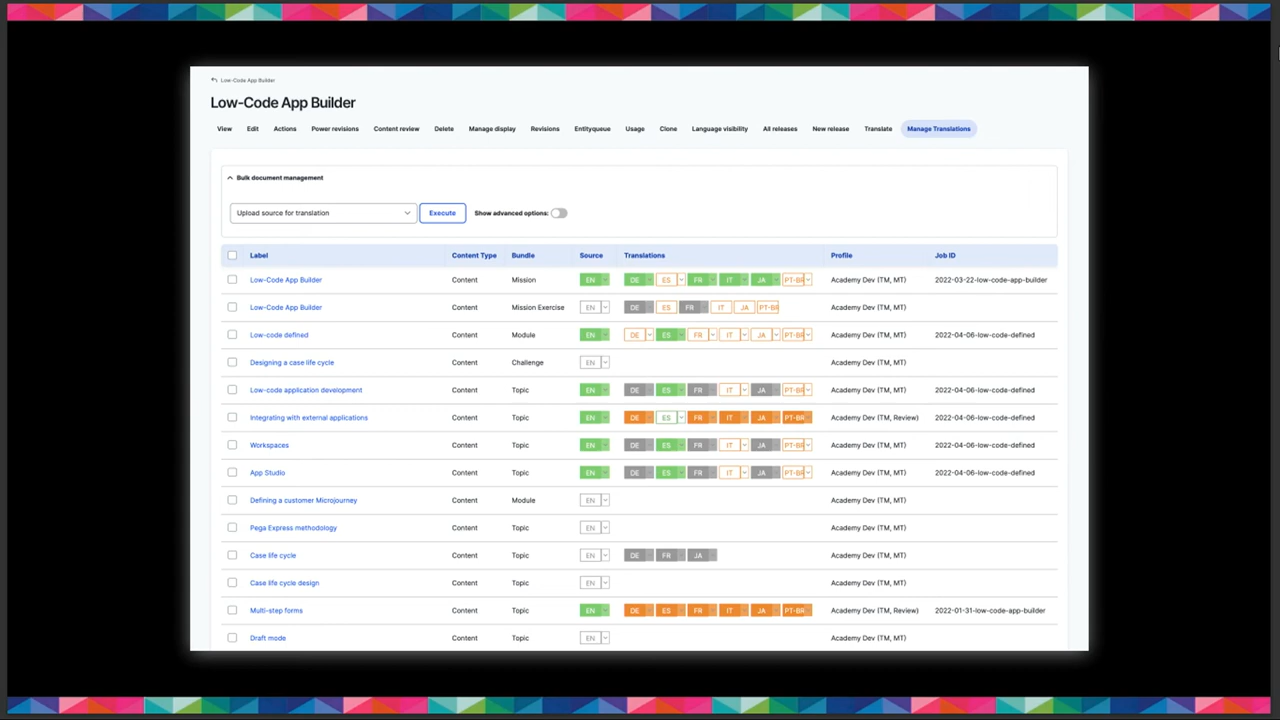 Low-Code App Builder
Low-Code App Builder
View Edit Actions Power revisions Content review Delete Manage display Revisions Entityqueue Usage Clone Language visibility All releases New release Translate Manage Translations
Bulk document management
Upload source for translation Execute Show advanced options:
Label Content Type Bundle Source Translations Profile Job ID
Low-Code App Builder Content Mission EN DE ES FR IT JA PT-BR Academy Dev (TM, MT) 2022-03-22-low-code-app-builder
Low-Code App Builder Content Mission Exercise EN DE ES FR IT JA PT-BR Academy Dev (TM, MT)
Low-code defined Content Module EN DE ES FR IT JA PT-BR Academy Dev (TM, MT) 2022-04-06-low-code-defined
Designing a case life cycle Content Challenge EN Academy Dev (TM, MT)
Low-code application development Content Topic EN DE ES FR IT JA PT-BR Academy Dev (TM, MT) 2022-04-06-low-code-defined
Integrating with external applications Content Topic EN DE ES FR IT JA PT-BR Academy Dev (TM, Review) 2022-04-06-low-code-defined
Workspaces Content Topic EN DE ES FR IT JA PT-BR Academy Dev (TM, MT) 2022-04-06-low-code-defined
App Studio Content Topic EN DE ES FR IT JA PT-BR Academy Dev (TM, MT) 2022-04-06-low-code-defined
Defining a customer Microjourney Content Module EN Academy Dev (TM, MT)
Pega Express methodology Content Topic EN Academy Dev (TM, MT)
Case life cycle Content Topic EN DE FR JA Academy Dev (TM, MT)
Case life cycle design Content Topic EN Academy Dev (TM, MT)
Multi-step forms Content Topic EN DE ES FR IT JA PT-BR Academy Dev (TM, Review) 2022-01-31-low-code-app-builder
Draft mode Content Topic EN Academy Dev (TM, MT)